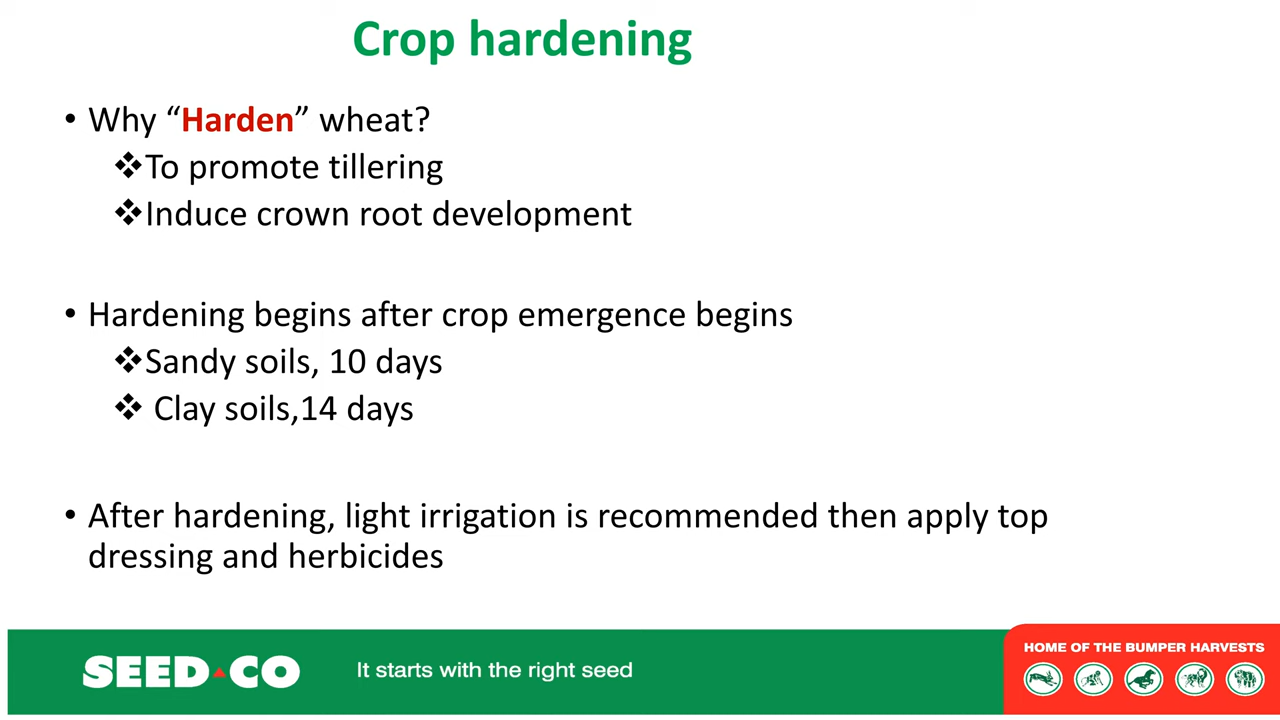 Crop hardening
• Why “Harden” wheat?
❖To promote tillering
❖Induce crown root development
• Hardening begins after crop emergence begins
❖Sandy soils, 10 days
❖ Clay soils,14 days
• After hardening, light irrigation is recommended then apply top
dressing and herbicides
SEED CO
It starts with the right seed
HOME OF THE BUMPER HARVESTS